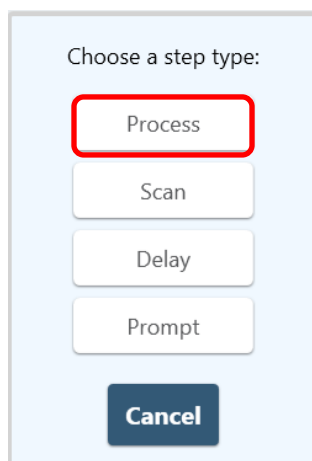 Choose a step type:
Process
Scan
Delay
Prompt
Cancel